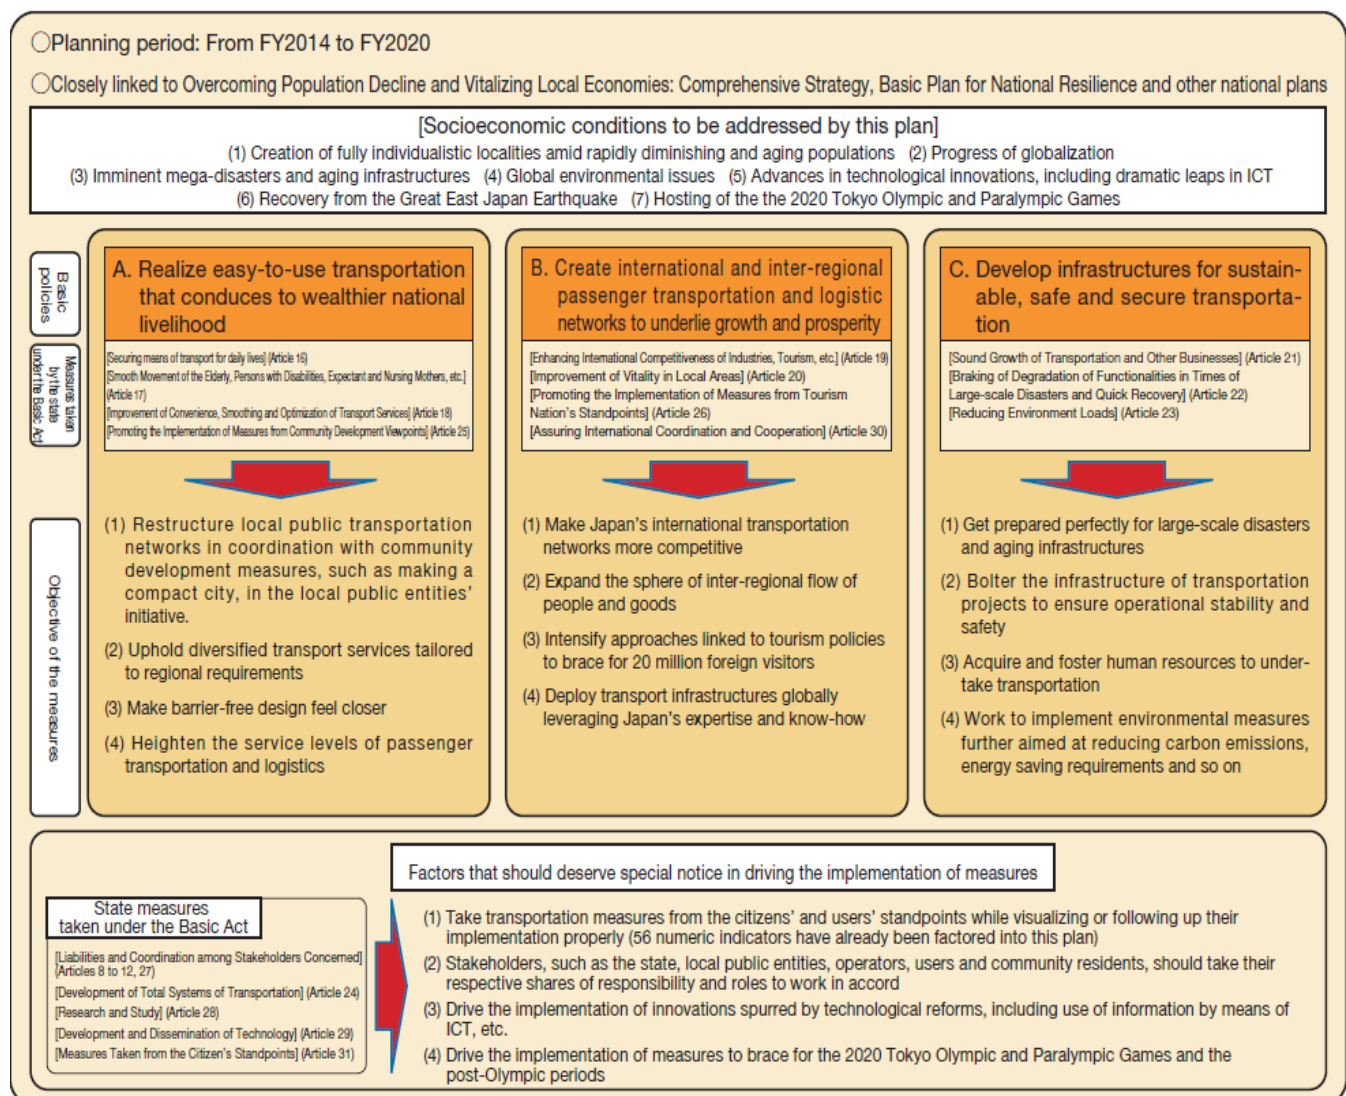 ○Planning period: From FY2014 to FY2020
○Closely linked to Overcoming Population Decline and Vitalizing Local Economies: Comprehensive Strategy, Basic Plan for National Resilience and other national plans
[Socioeconomic conditions to be addressed by this plan]
(1) Creation of fully individualistic localities amid rapidly diminishing and aging populations (2) Progress of globalization
(3) Imminent mega-disasters and aging infrastructures (4) Global environmental issues (5) Advances in technological innovations, including dramatic leaps in ICT
(6) Recovery from the Great East Japan Earthquake (7) Hosting of the the 2020 Tokyo Olympic and Paralympic Games
Basic
policies
A. Realize easy-to-use transportation
that conduces to wealthier national
livelihood
B. Create international and inter-regional
passenger transportation and logistic
networks to underlie growth and prosperity
C. Develop infrastructures for sustain-
able, safe and secure transporta-
tion
Measures taken
by the state
under the Basic Act
[Securing means of transport for daily lives] (Article 16)
[Smooth Movement of the Elderly, Persons with Disabilities, Expectant and Nursing Mothers, etc.]
(Article 17)
[Improvement of Convenience, Smoothing and Optimization of Transport Services] (Article 18)
[Promoting the Implementation of Measures from Community Development Viewpoints] (Article 25)
[Enhancing International Competitiveness of Industries, Tourism, etc.] (Article 19)
[Improvement of Vitality in Local Areas] (Article 20)
[Promoting the Implementation of Measures from Tourism
Nation's Standpoints] (Article 26)
[Assuring International Coordination and Cooperation] (Article 30)
[Sound Growth of Transportation and Other Businesses] (Article 21)
[Braking of Degradation of Functionalities in Times of
Large-scale Disasters and Quick Recovery] (Article 22)
[Reducing Environment Loads] (Article 23)
Objective of the measures
(1) Restructure local public transportation
networks in coordination with community
development measures, such as making a
compact city, in the local public entities'
initiative.
(2) Uphold diversified transport services tailored
to regional requirements
(3) Make barrier-free design feel closer
(4) Heighten the service levels of passenger
transportation and logistics
(1) Make Japan's international transportation
networks more competitive
(2) Expand the sphere of inter-regional flow of
people and goods
(3) Intensify approaches linked to tourism policies
to brace for 20 million foreign visitors
(4) Deploy transport infrastructures globally
leveraging Japan's expertise and know-how
(1) Get prepared perfectly for large-scale disasters
and aging infrastructures
(2) Bolter the infrastructure of transportation
projects to ensure operational stability and
safety
(3) Acquire and foster human resources to under-
take transportation
(4) Work to implement environmental measures
further aimed at reducing carbon emissions,
energy saving requirements and so on
Factors that should deserve special notice in driving the implementation of measures
State measures
taken under the Basic Act
[Liabilities and Coordination among Stakeholders Concerned]
(Articles 8 to 12, 27)
[Development of Total Systems of Transportation] (Article 24)
[Research and Study] (Article 28)
[Development and Dissemination of Technology] (Article 29)
[Measures Taken from the Citizen's Standpoints] (Article 31)
(1) Take transportation measures from the citizens' and users' standpoints while visualizing or following up their
implementation properly (56 numeric indicators have already been factored into this plan)
(2) Stakeholders, such as the state, local public entities, operators, users and community residents, should take their
respective shares of responsibility and roles to work in accord
(3) Drive the implementation of innovations spurred by technological reforms, including use of information by means of
ICT, etc.
(4) Drive the implementation of measures to brace for the 2020 Tokyo Olympic and Paralympic Games and the
post-Olympic periods